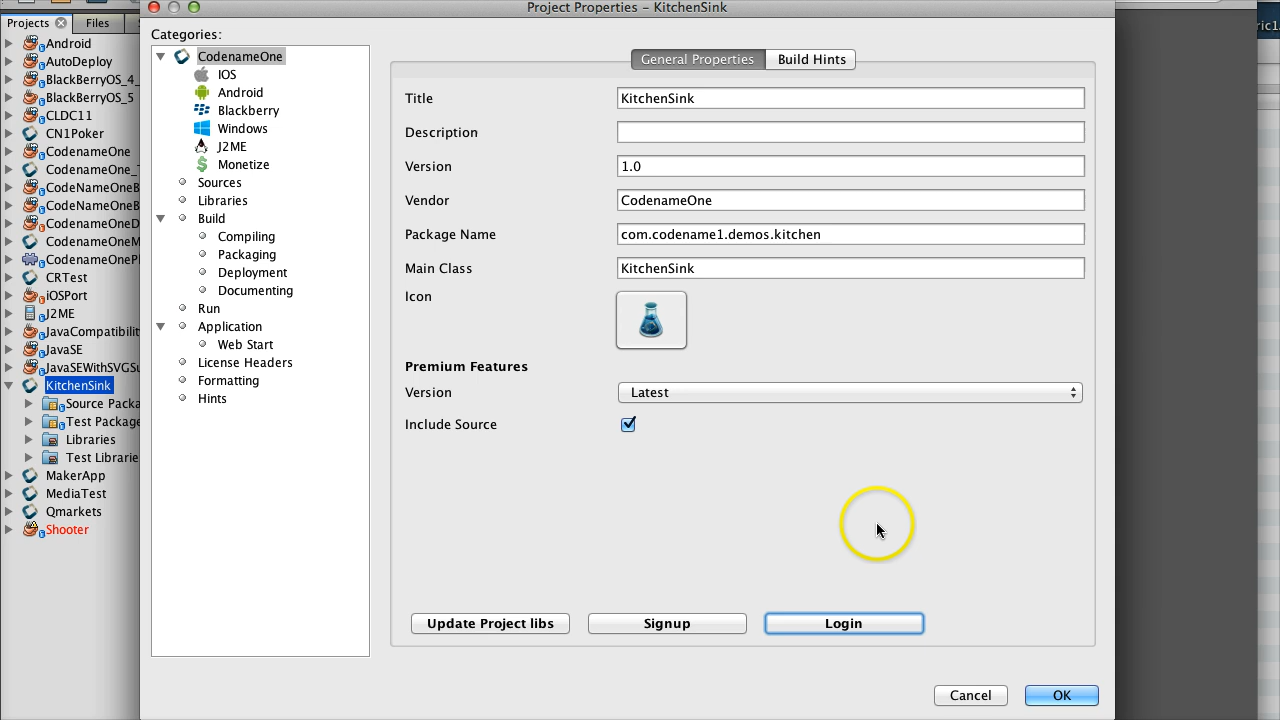 Project Properties – KitchenSink
Projects
Files
Android
AutoDeploy
BlackBerryOS_4_
BlackBerryOS_5
CLDC11
CN1Poker
CodenameOne
CodenameOne_
CodeNameOneB
CodeNameOneB
CodenameOneD
CodenameOneM
CodenameOneP
CRTest
iOSPort
J2ME
JavaCompatibilit
JavaSE
JavaSEWithSVGSu
KitchenSink
Source Packa
Test Package
Libraries
Test Librarie
MakerApp
MediaTest
Qmarkets
Shooter
Categories:
CodenameOne
IOS
Android
Blackberry
Windows
J2ME
Monetize
Sources
Libraries
Build
Compiling
Packaging
Deployment
Documenting
Run
Application
Web Start
License Headers
Formatting
Hints
General Properties
Build Hints
Title
KitchenSink
Description
Version
1.0
Vendor
CodenameOne
Package Name
com.codename1.demos.kitchen
Main Class
KitchenSink
Icon
Premium Features
Version
Latest
Include Source
Update Project libs
Signup
Login
Cancel
OK